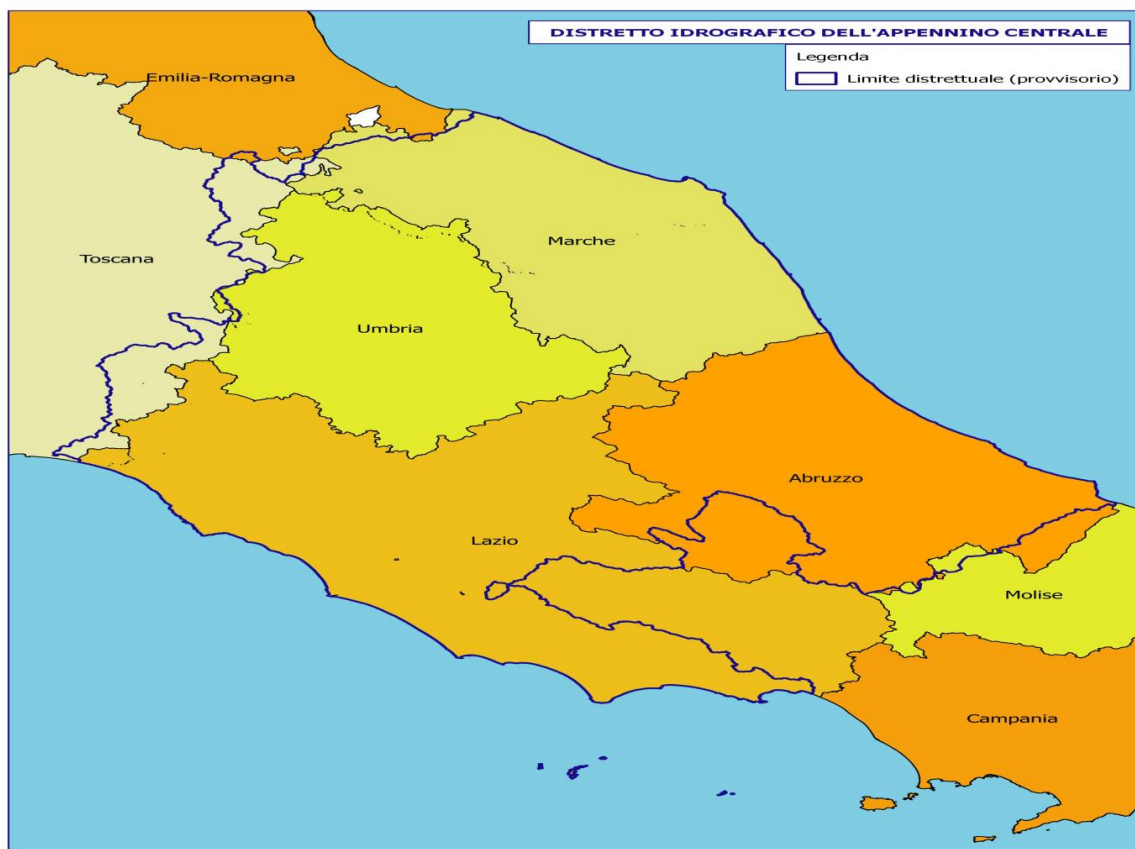 DISTRETTO IDROGRAFICO DELL'APPENNINO CENTRALE
Legenda
Limite distrettuale (provvisorio)
Emilia-Romagna
Marche
Toscana
Umbria
Abruzzo
Lazio
Molise
Campania